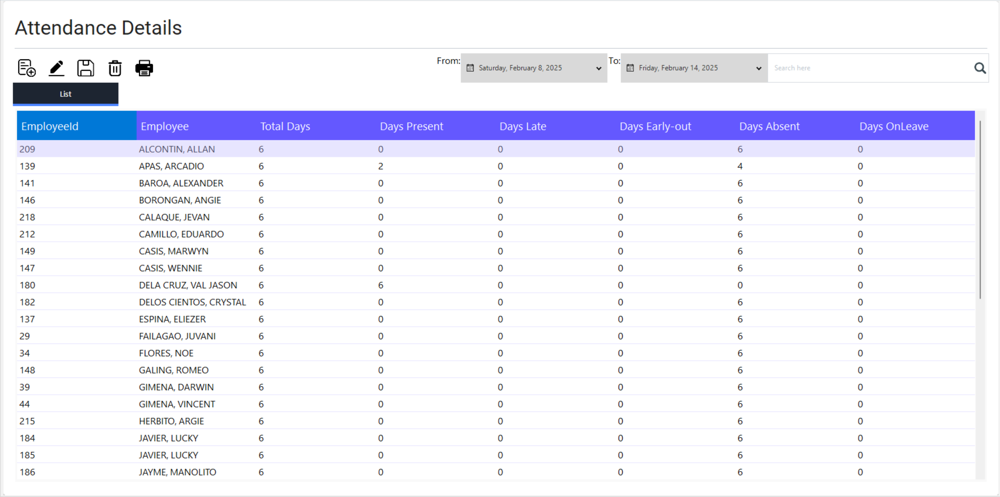 Attendance Details
From: Saturday, February 8, 2025 To: Friday, February 14, 2025 Search here
List
EmployeeId Employee Total Days Days Present Days Late Days Early-out Days Absent Days OnLeave
209 ALCONTIN, ALLAN 6 0 0 0 6 0
139 APAS, ARCADIO 6 2 0 0 4 0
141 BAROA, ALEXANDER 6 0 0 0 6 0
146 BORONGAN, ANGIE 6 0 0 0 6 0
218 CALAQUE, JEVAN 6 0 0 0 6 0
212 CAMILLO, EDUARDO 6 0 0 0 6 0
149 CASIS, MARWYN 6 0 0 0 6 0
147 CASIS, WENNIE 6 0 0 0 6 0
180 DELA CRUZ, VAL JASON 6 6 0 0 0 0
182 DELOS CIENTOS, CRYSTAL 6 0 0 0 6 0
137 ESPINA, ELIEZER 6 0 0 0 6 0
29 FAILAGAO, JUVANI 6 0 0 0 6 0
34 FLORES, NOE 6 0 0 0 6 0
148 GALING, ROMEO 6 0 0 0 6 0
39 GIMENA, DARWIN 6 0 0 0 6 0
44 GIMENA, VINCENT 6 0 0 0 6 0
215 HERBITO, ARGIE 6 0 0 0 6 0
184 JAVIER, LUCKY 6 0 0 0 6 0
185 JAVIER, LUCKY 6 0 0 0 6 0
186 JAYME, MANOLITO 6 0 0 0 6 0